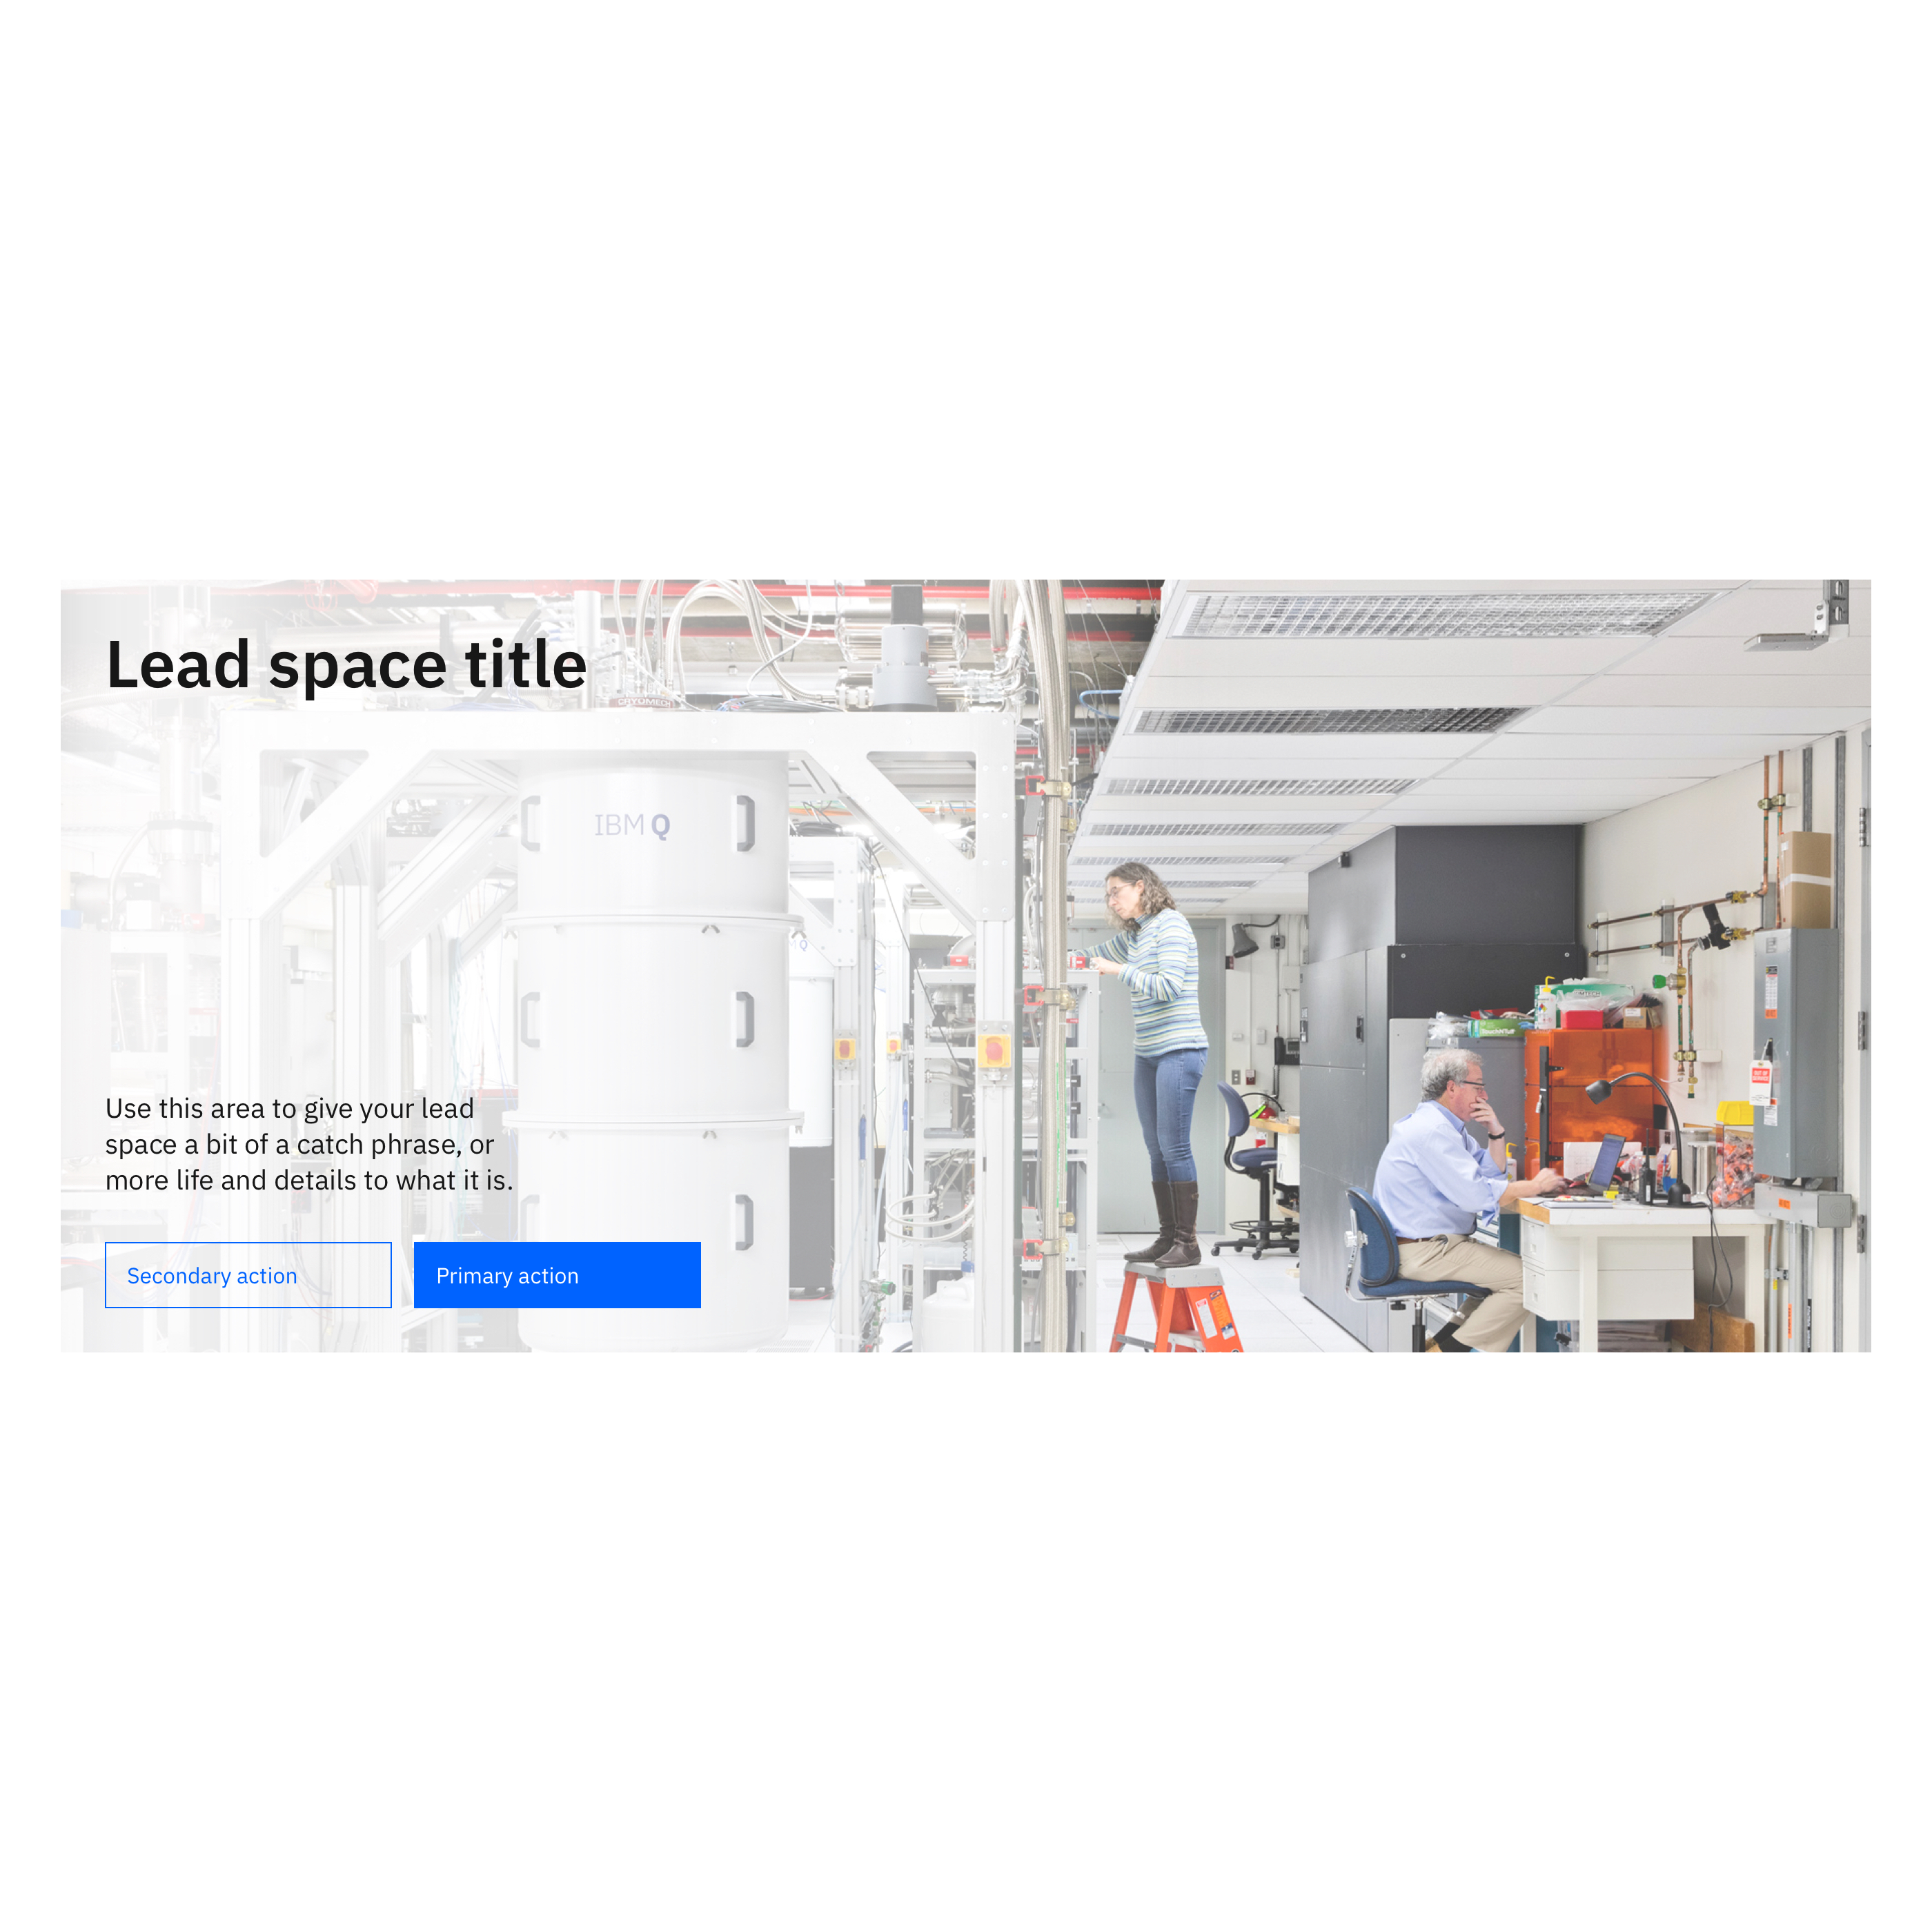 Lead space title
CRYOMECH
IBM Q
Q
Use this area to give your lead
space a bit of a catch phrase, or
more life and details to what it is.
Secondary action
Primary action